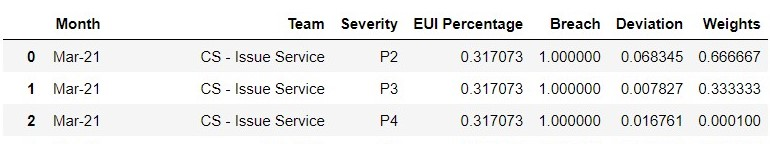 Month Team Severity EUI Percentage Breach Deviation Weights
0 Mar-21 CS - Issue Service P2 0.317073 1.000000 0.068345 0.666667
1 Mar-21 CS - Issue Service P3 0.317073 1.000000 0.007827 0.333333
2 Mar-21 CS - Issue Service P4 0.317073 1.000000 0.016761 0.000100